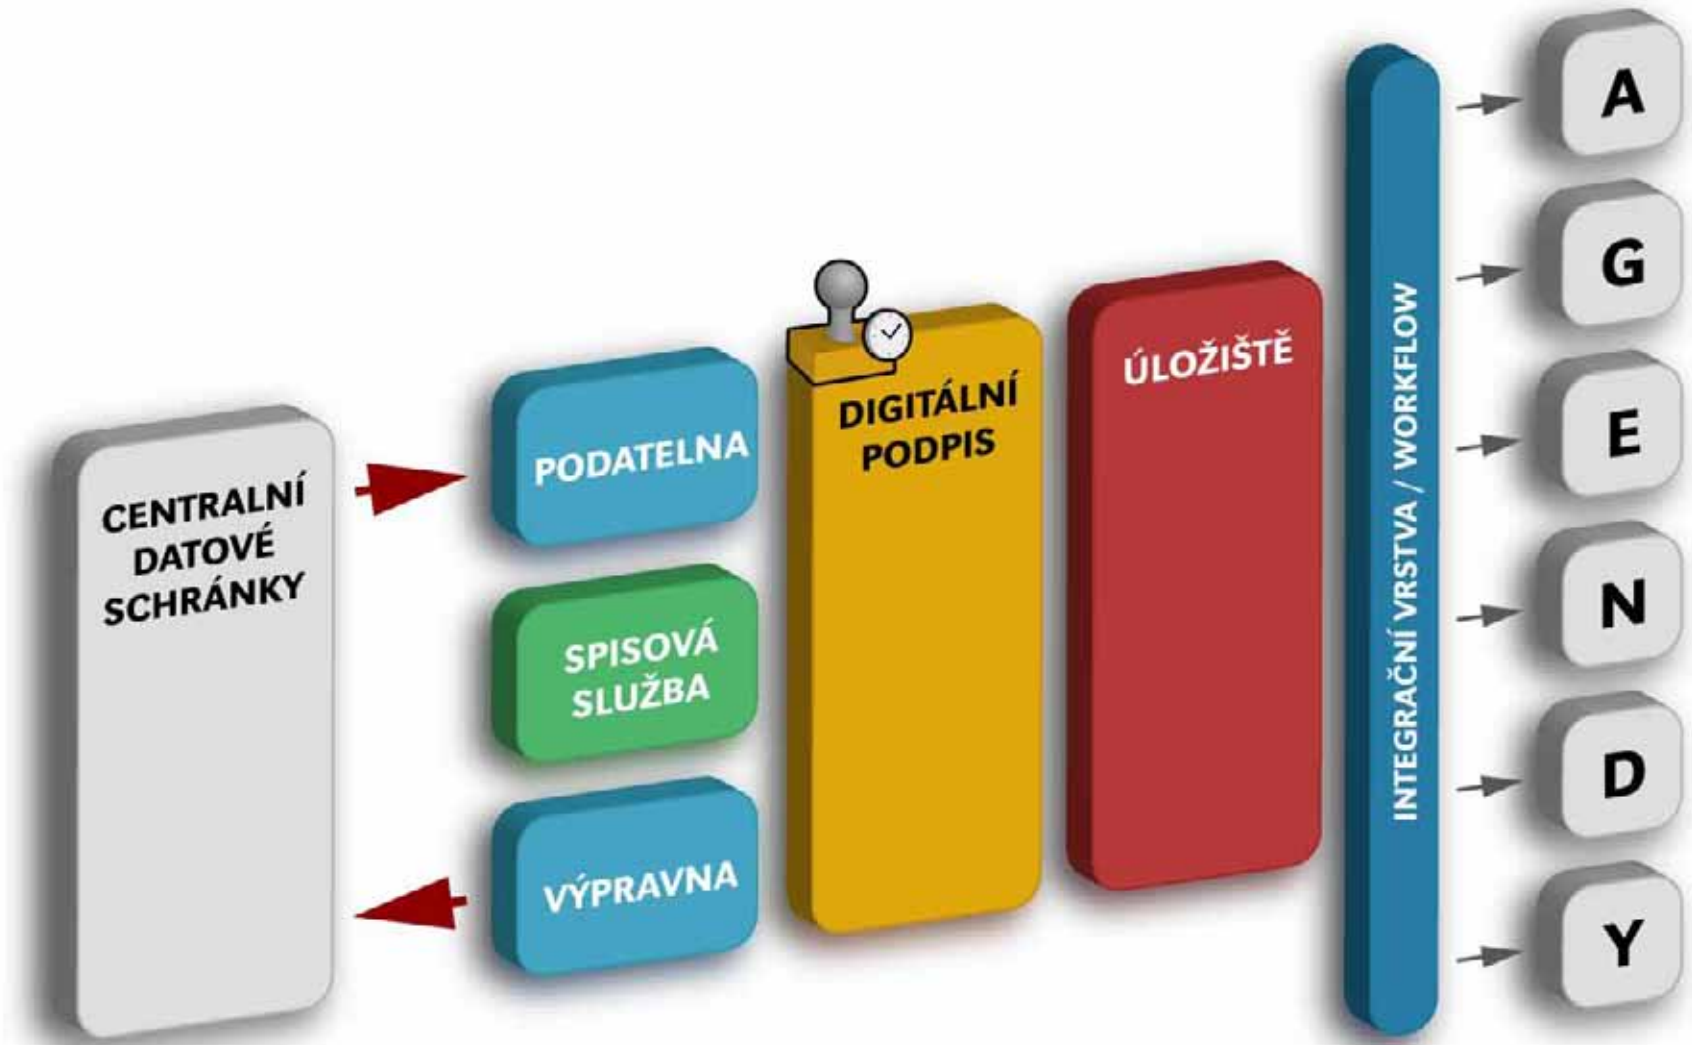 CENTRALNÍ
DATOVÉ
SCHRÁNKY
PODATELNA
SPISOVÁ
SLUŽBA
VÝPRAVNA
DIGITÁLNÍ
PODPIS
ÚLOŽIŠTĚ
INTEGRAČNÍ VRSTVA / WORKFLOW
A
G
E
N
D
Y